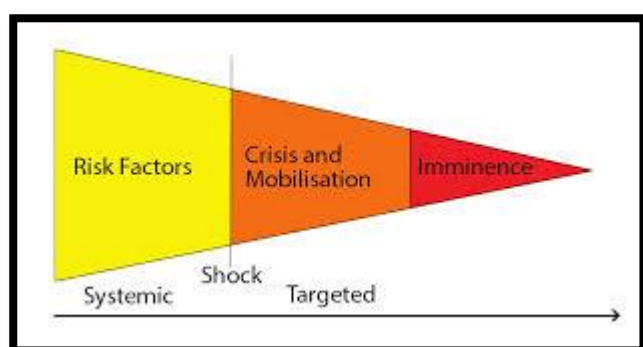 Risk Factors
Crisis and
Mobilisation
Imminence
Shock
Systemic
Targeted